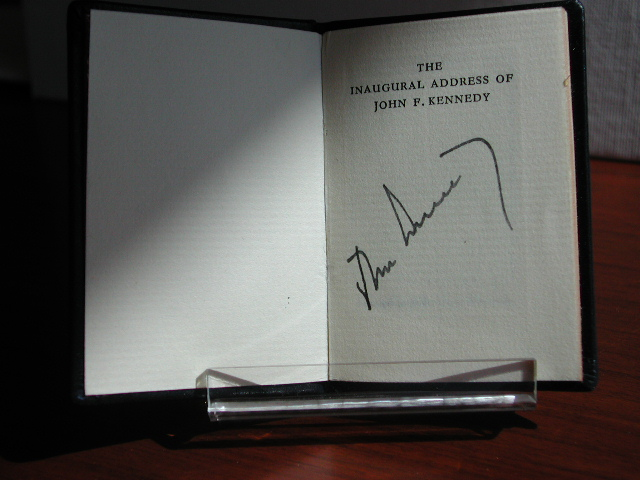 THE
INAUGURAL ADDRESS OF
JOHN F. KENNEDY